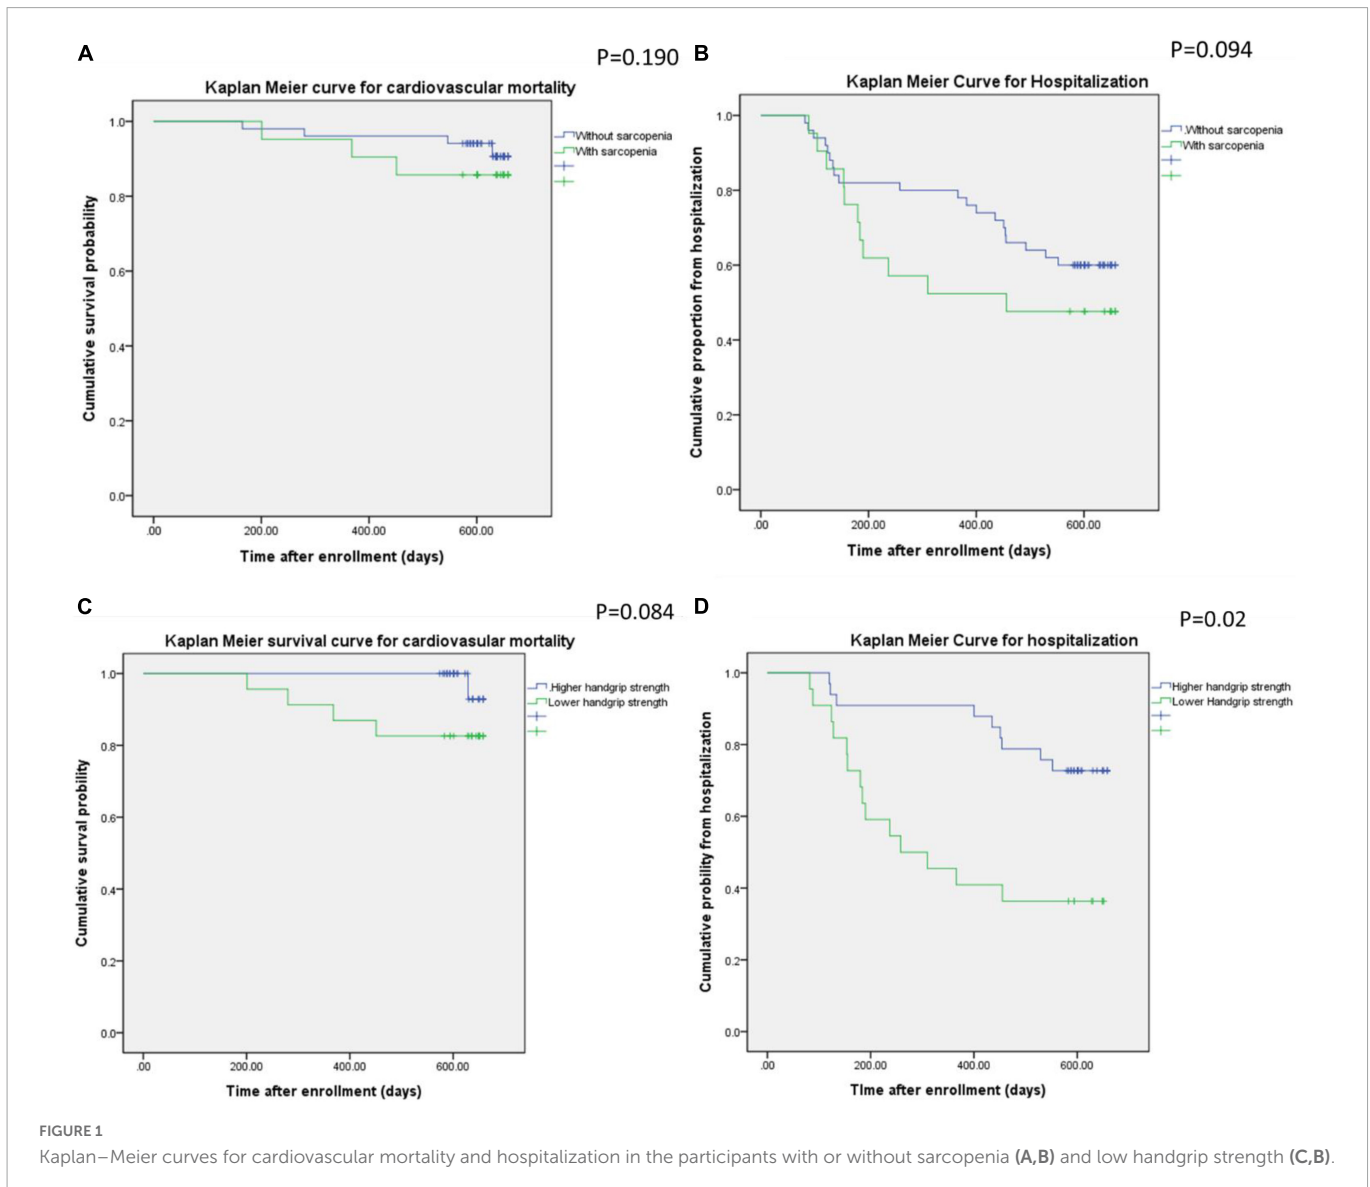 A
P=0.190
Kaplan Meier curve for cardiovascular mortality
1.0
0.8
0.6
0.4
0.2
0.0
Cumulative survival probability
.00 200.00 400.00 600.00
Time after enrollment (days)
Without sarcopenia
With sarcopenia
B
P=0.094
Kaplan Meier Curve for Hospitalization
1.0
0.8
0.6
0.4
0.2
0.0
Cumulative proportion from hospitalization
.00 200.00 400.00 600.00
Time after enrollment (days)
.Without sarcopenia
With sarcopenia
C
P=0.084
Kaplan Meier survival curve for cardiovasular mortality
1.0
0.8
0.6
0.4
0.2
0.0
Cumulative surval probility
.00 200.00 400.00 600.00
Time after enrollment (days)
.Higher handgrip strength
Lower handgrip strength
D
P=0.02
Kaplan Meier Curve for hospitalization
1.0
0.8
0.6
0.4
0.2
0.0
Cumulative probility from hospitalization
.00 200.00 400.00 600.00
TIme after enrollment (days)
Higher handgrip strength
Lower Handgrip strength
FIGURE 1
Kaplan–Meier curves for cardiovascular mortality and hospitalization in the participants with or without sarcopenia (A,B) and low handgrip strength (C,B).